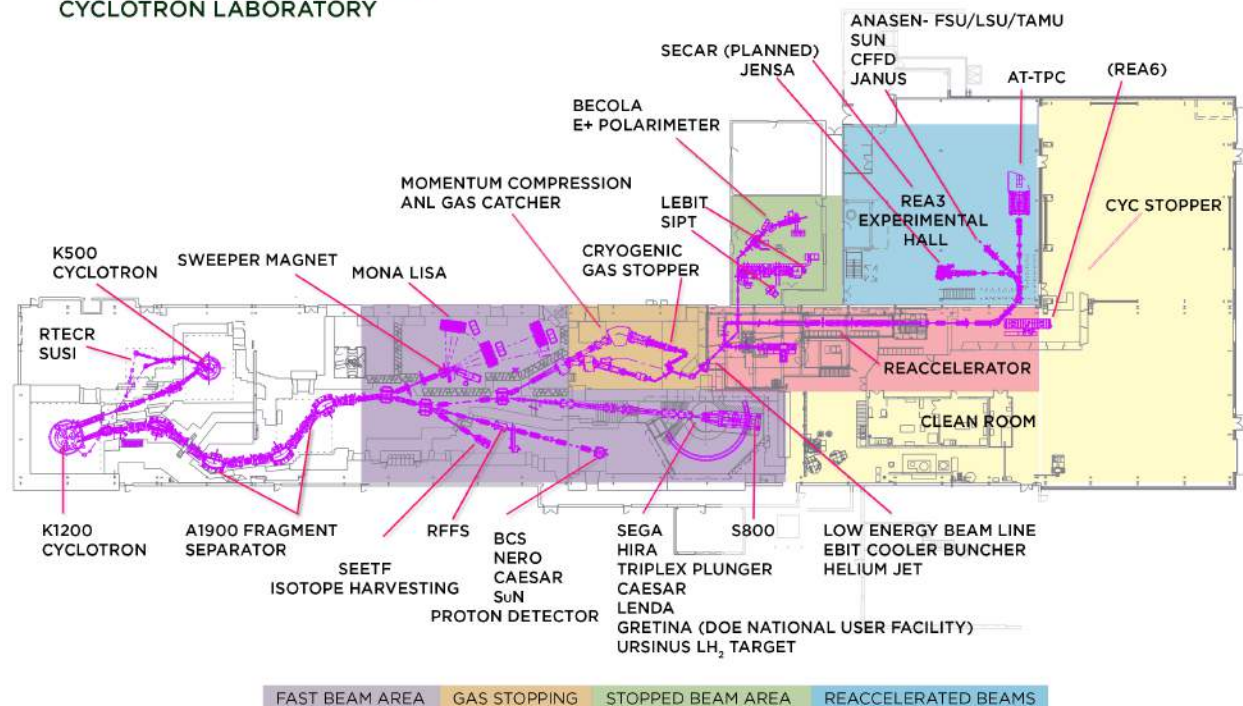 CYCLOTRON LABORATORY
ANASEN- FSU/LSU/TAMU
SUN
CFFD
JANUS
SECAR (PLANNED)
JENSA
AT-TPC
(REA6)
BECOLA
E+ POLARIMETER
MOMENTUM COMPRESSION
ANL GAS CATCHER
LEBIT
SIPT
REA3
EXPERIMENTAL
HALL
CYC STOPPER
K500
CYCLOTRON
SWEEPER MAGNET
MONA LISA
CRYOGENIC
GAS STOPPER
RTECR
SUSI
REACCELERATOR
CLEAN ROOM
K1200
CYCLOTRON
A1900 FRAGMENT
SEPARATOR
SEETF
ISOTOPE HARVESTING
RFFS
BCS
NERO
CAESAR
SuN
PROTON DETECTOR
SEGA
HIRA
TRIPLEX PLUNGER
CAESAR
LENDA
GRETINA (DOE NATIONAL USER FACILITY)
URSINUS LH₂ TARGET
S800
LOW ENERGY BEAM LINE
EBIT COOLER BUNCHER
HELIUM JET
FAST BEAM AREA
GAS STOPPING
STOPPED BEAM AREA
REACCELERATED BEAMS